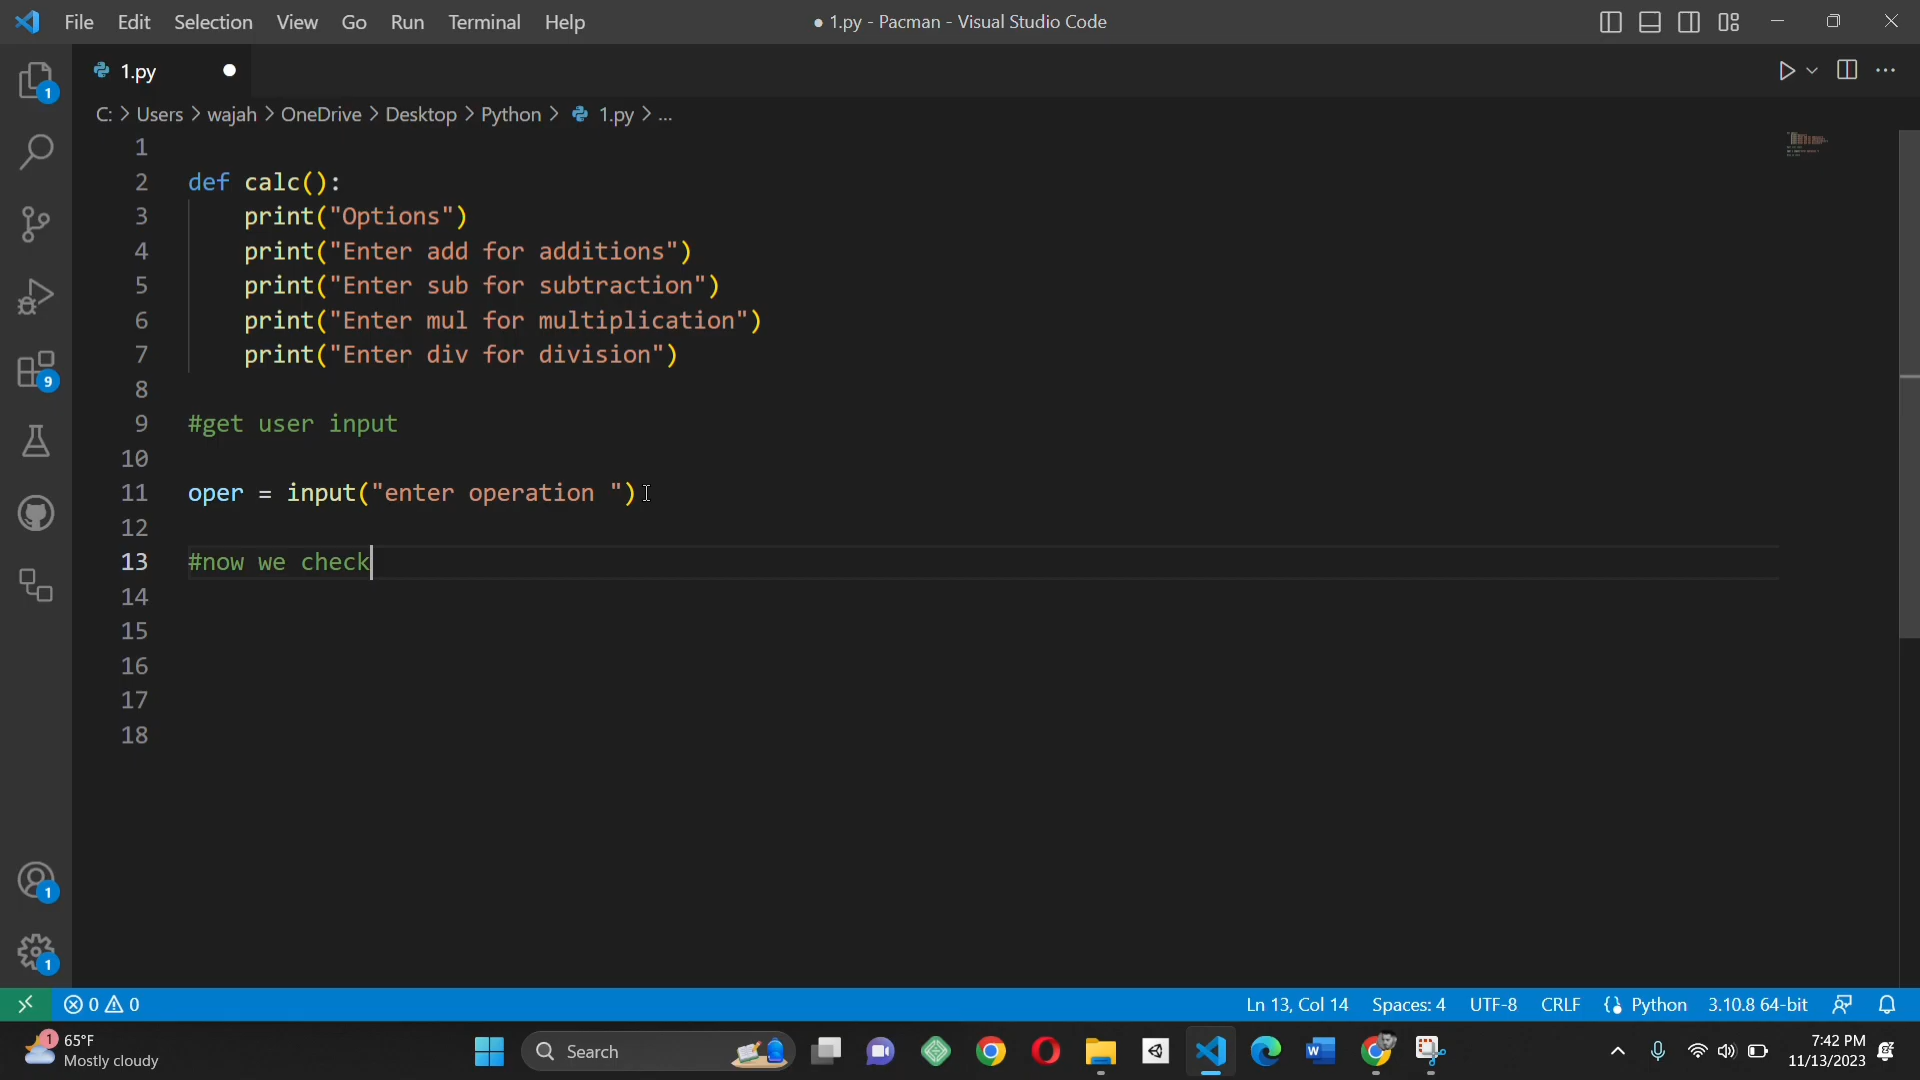 File Edit Selection View Go Run Terminal Help ● 1.py - Pacman - Visual Studio Code
1 1.py
C: > Users > wajah > OneDrive > Desktop > Python > 1.py > ...
1
2 def calc():
3 print("Options")
4 print("Enter add for additions")
5 print("Enter sub for subtraction")
6 print("Enter mul for multiplication")
7 print("Enter div for division")
8
9 #get user input
10
11 oper = input("enter operation ")
12
13 #now we check
14
15
16
17
18
9
1
1
0 0 Ln 13, Col 14 Spaces: 4 UTF-8 CRLF Python 3.10.8 64-bit
1 65°F
Mostly cloudy
Search
7:42 PM
11/13/2023